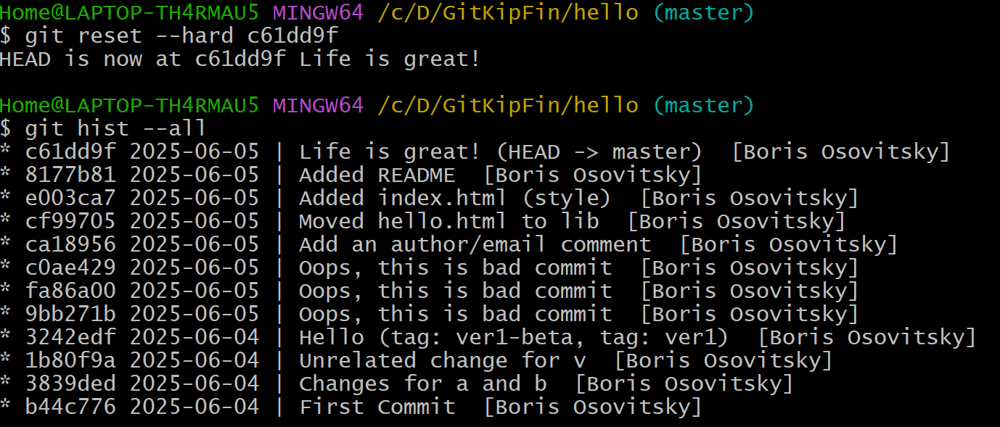 Home@LAPTOP-TH4RMAU5 MINGW64 /c/D/GitKipFin/hello (master)
$ git reset --hard c61dd9f
HEAD is now at c61dd9f Life is great!
Home@LAPTOP-TH4RMAU5 MINGW64 /c/D/GitKipFin/hello (master)
$ git hist --all
* c61dd9f 2025-06-05 | Life is great! (HEAD -> master)  [Boris Osovitsky]
* 8177b81 2025-06-05 | Added README  [Boris Osovitsky]
* e003ca7 2025-06-05 | Added index.html (style)  [Boris Osovitsky]
* cf99705 2025-06-05 | Moved hello.html to lib  [Boris Osovitsky]
* ca18956 2025-06-05 | Add an author/email comment  [Boris Osovitsky]
* c0ae429 2025-06-05 | Oops, this is bad commit  [Boris Osovitsky]
* fa86a00 2025-06-05 | Oops, this is bad commit  [Boris Osovitsky]
* 9bb271b 2025-06-05 | Oops, this is bad commit  [Boris Osovitsky]
* 3242edf 2025-06-04 | Hello (tag: ver1-beta, tag: ver1)  [Boris Osovitsky]
* 1b80f9a 2025-06-04 | Unrelated change for v  [Boris Osovitsky]
* 3839ded 2025-06-04 | Changes for a and b  [Boris Osovitsky]
* b44c776 2025-06-04 | First Commit  [Boris Osovitsky]